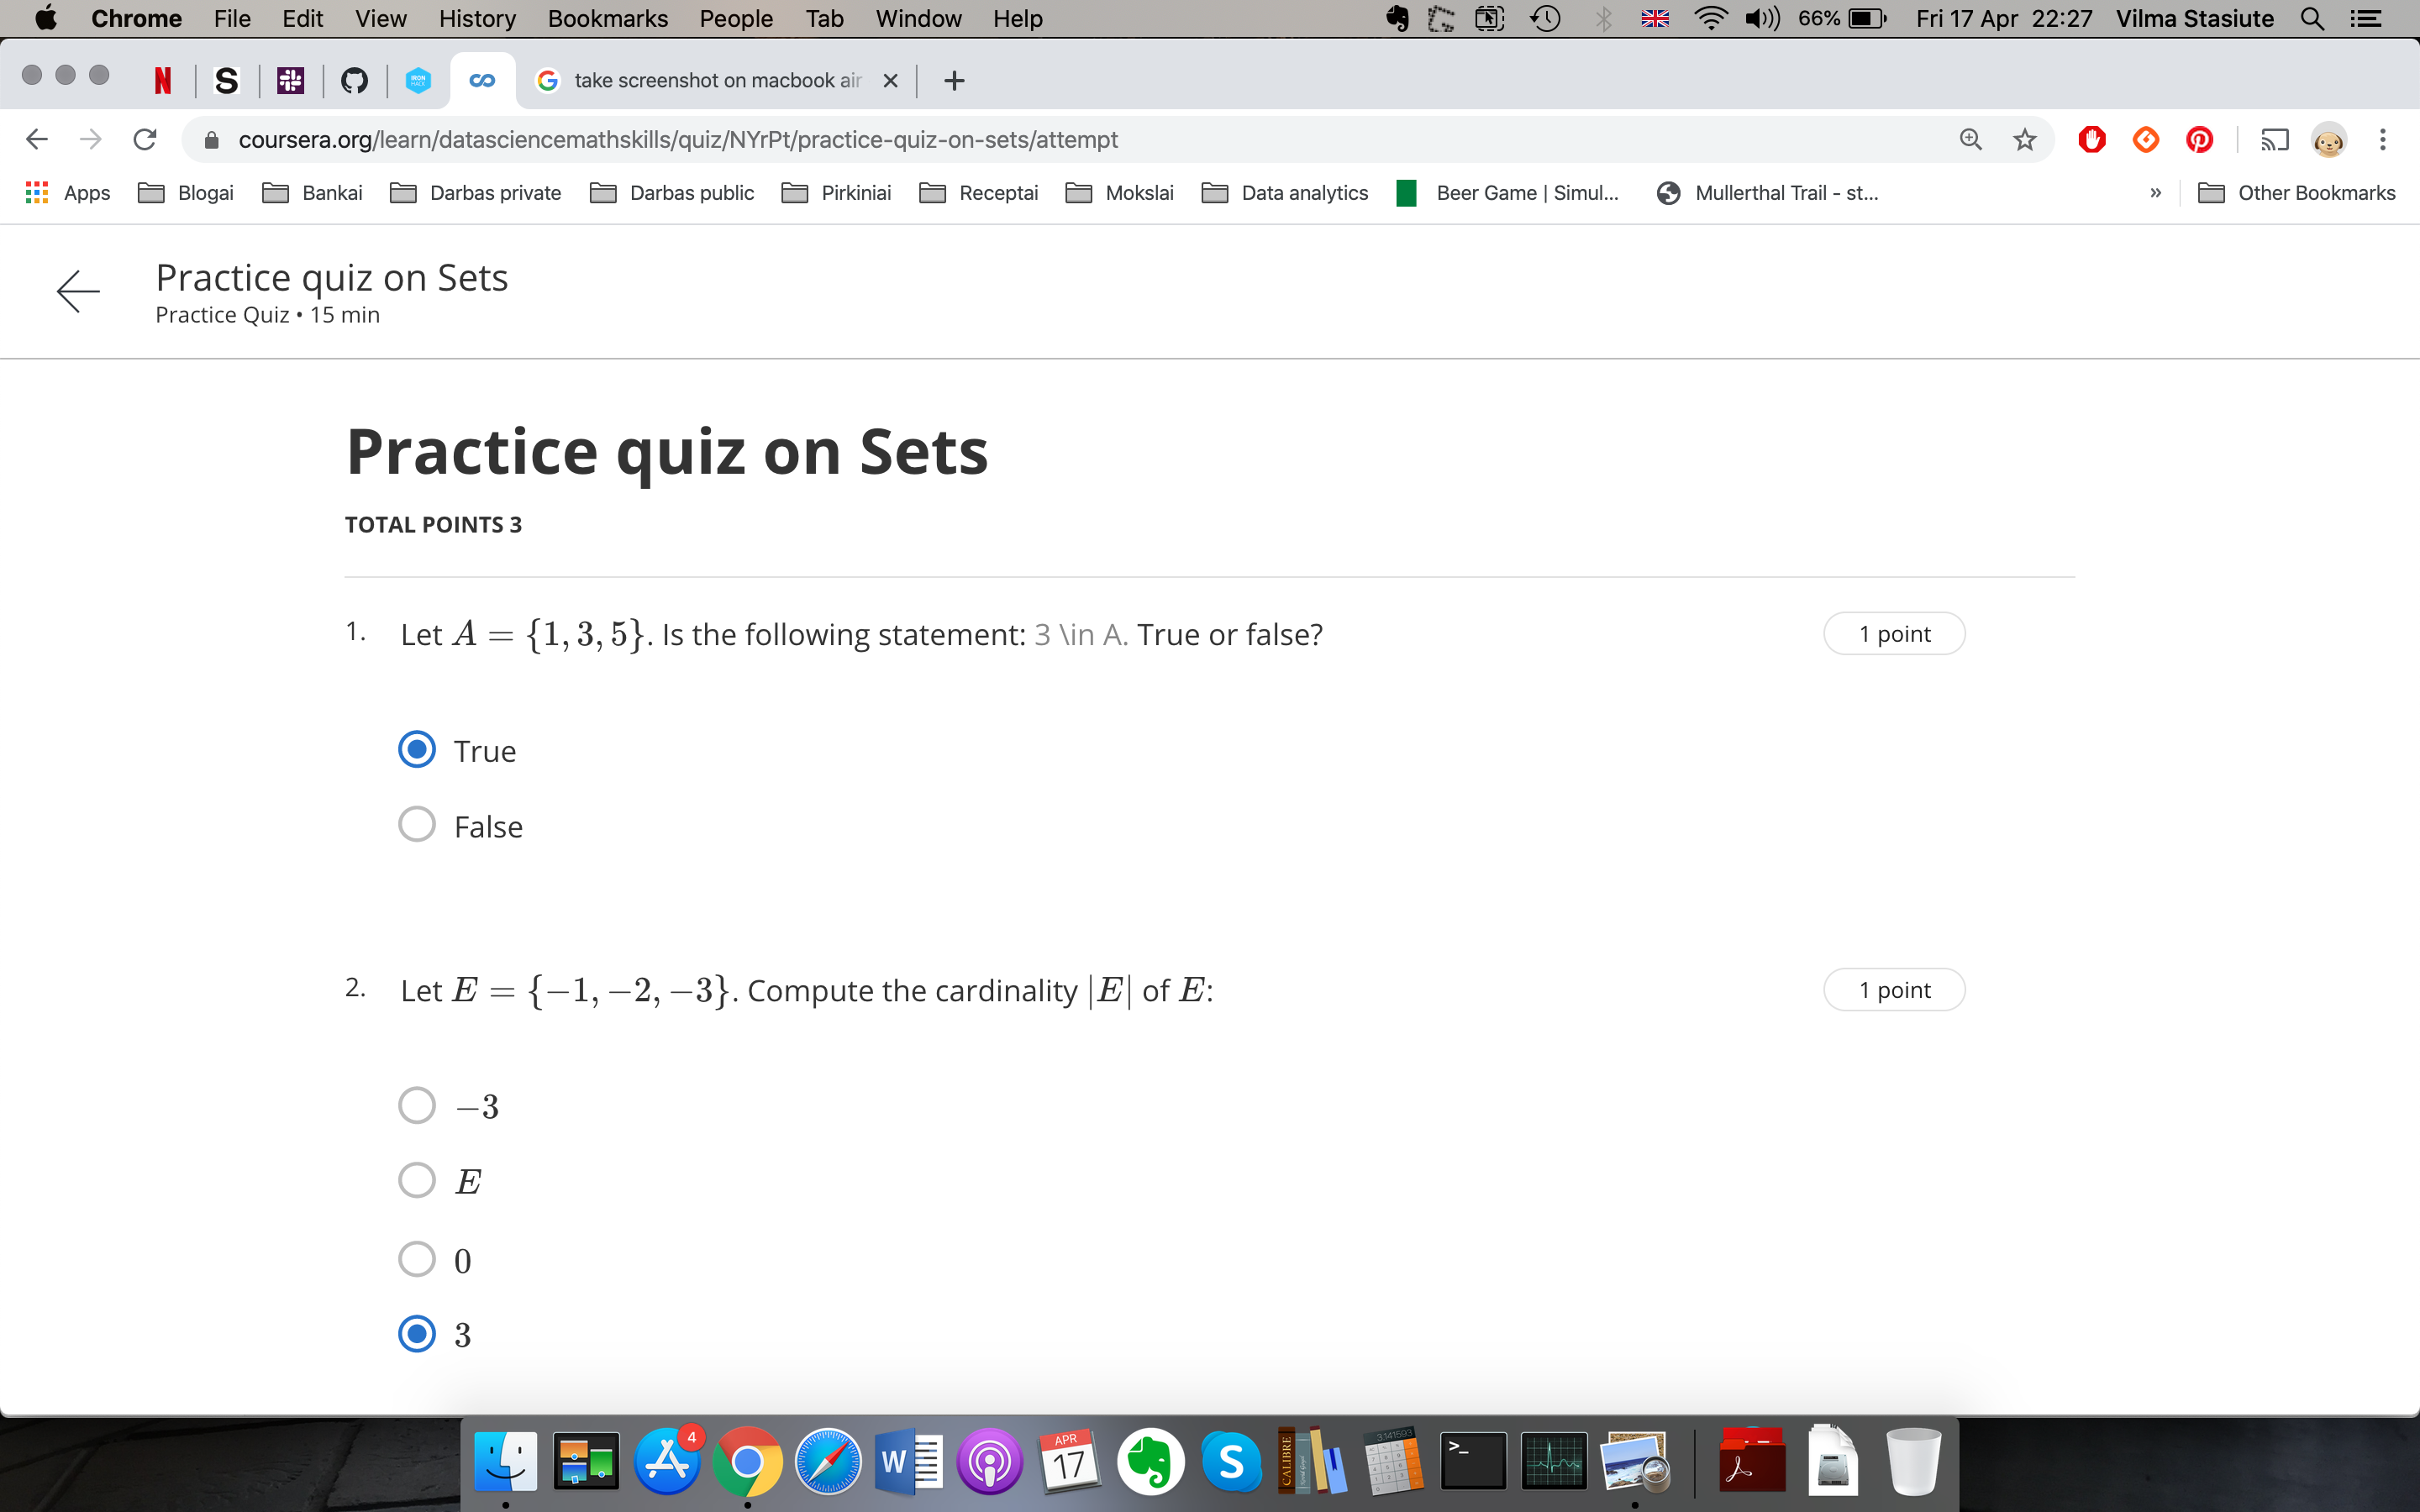 Chrome File Edit View History Bookmarks People Tab Window Help 66% Fri 17 Apr 22:27 Vilma Stasiute
N S IRON HACK take screenshot on macbook air
coursera.org/learn/datasciencemathskills/quiz/NYrPt/practice-quiz-on-sets/attempt
Apps Blogai Bankai Darbas private Darbas public Pirkiniai Receptai Mokslai Data analytics Beer Game | Simul... Mullerthal Trail - st... » Other Bookmarks
Practice quiz on Sets
Practice Quiz • 15 min
Practice quiz on Sets
TOTAL POINTS 3
1. Let A = {1, 3, 5}. Is the following statement: 3 \in A. True or false? 1 point
True
False
2. Let E = {−1, −2, −3}. Compute the cardinality |E| of E: 1 point
−3
E
0
3
4 W APR 17 S CALIBRE 3.141593 >_